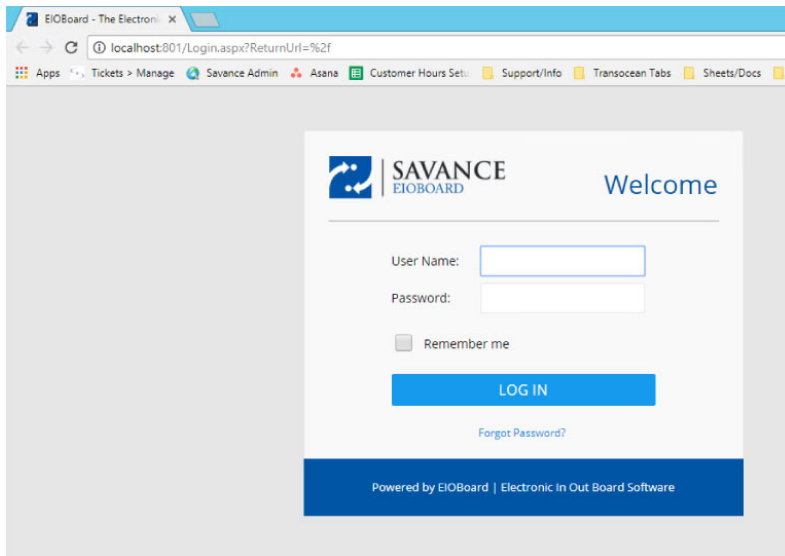 EIOBoard - The Electroni
localhost:801/Login.aspx?ReturnUrl=%2f
Apps Tickets > Manage Savance Admin Asana Customer Hours Setu Support/Info Transocean Tabs Sheets/Docs
SAVANCE
EIOBOARD
Welcome
User Name:
Password:
Remember me
LOG IN
Forgot Password?
Powered by EIOBoard | Electronic In Out Board Software